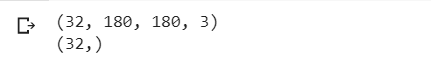 (32, 180, 180, 3)
(32,)